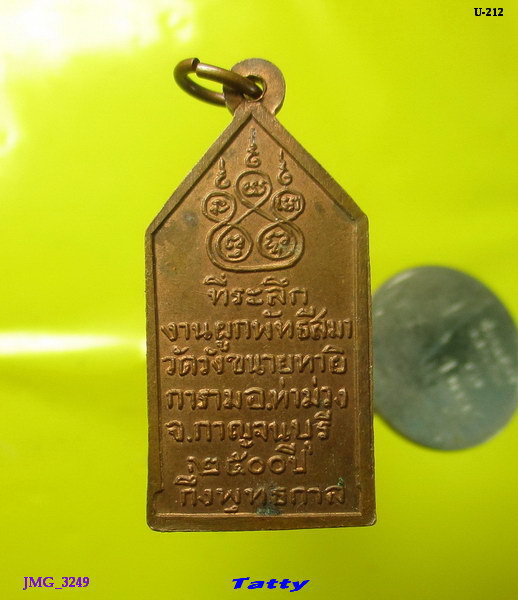 U-212
ที่ระลึก
งานผูกพัทธีสมา
วัดวังขนายทายิ
การามอ.ท่าม่วง
จ.กาญจนบุรี
๒๕๐๐ปี
กึ่งพุทธกาล
JMG_3249
Tatty